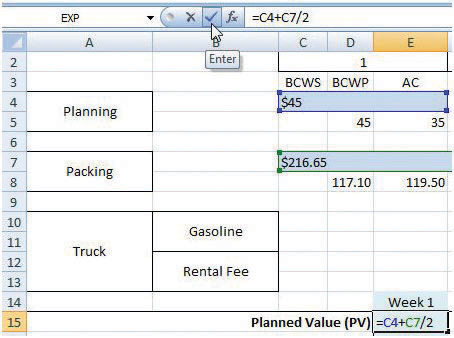 EXP fx =C4+C7/2
A B C D E
Enter
2 1
3 BCWS BCWP AC
4 $45
Planning
5 45 35
6
7 $216.65
Packing
8 117.10 119.50
9
10
Gasoline
11
Truck
12
Rental Fee
13
14 Week 1
15 Planned Value (PV) =C4+C7/2